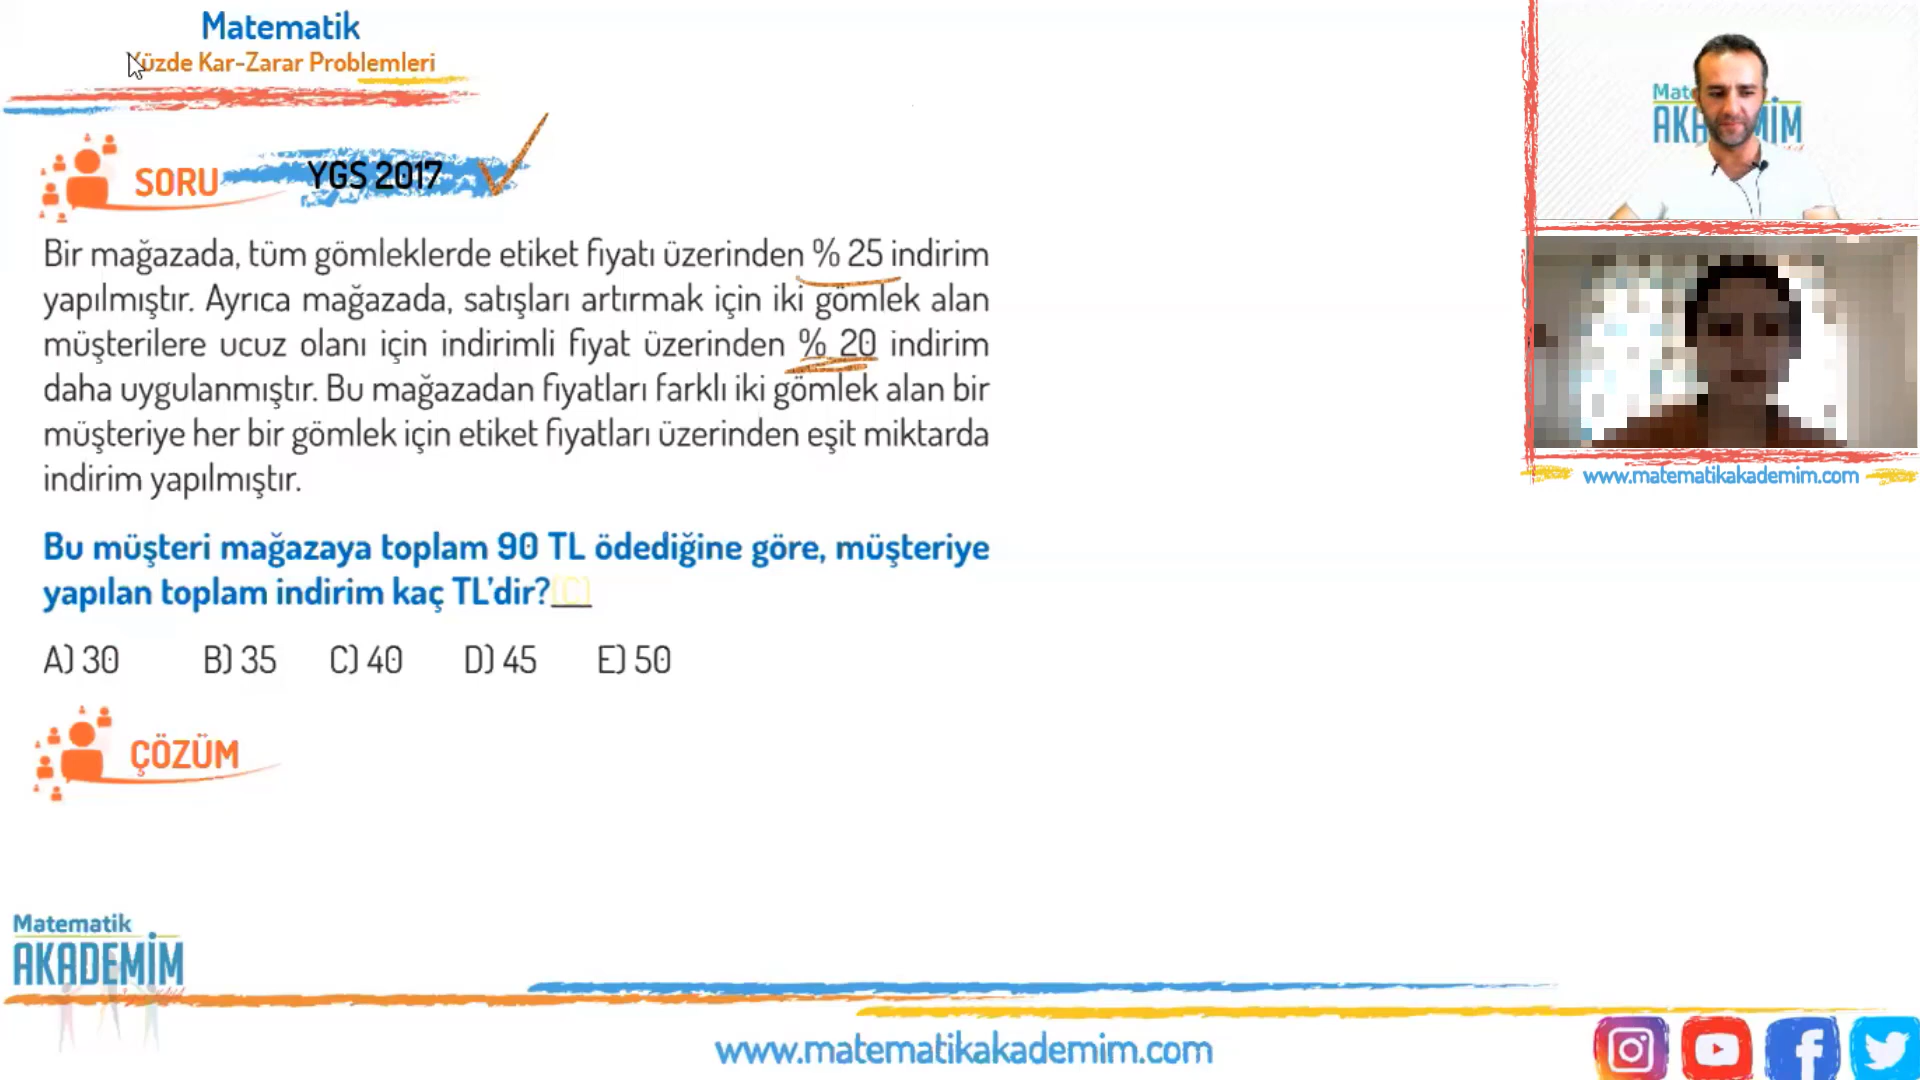 Matematik
Yüzde Kar-Zarar Problemleri
SORU
YGS 2017
Bir mağazada, tüm gömleklerde etiket fiyatı üzerinden % 25 indirim
yapılmıştır. Ayrıca mağazada, satışları artırmak için iki gömlek alan
müşterilere ucuz olanı için indirimli fiyat üzerinden % 20 indirim
daha uygulanmıştır. Bu mağazadan fiyatları farklı iki gömlek alan bir
müşteriye her bir gömlek için etiket fiyatları üzerinden eşit miktarda
indirim yapılmıştır.
Bu müşteri mağazaya toplam 90 TL ödediğine göre, müşteriye
yapılan toplam indirim kaç TL’dir? (C)
A) 30 B) 35 C) 40 D) 45 E) 50
ÇÖZÜM
Matematik
AKADEMİM
www.matematikakademim.com
www.matematikakademim.com